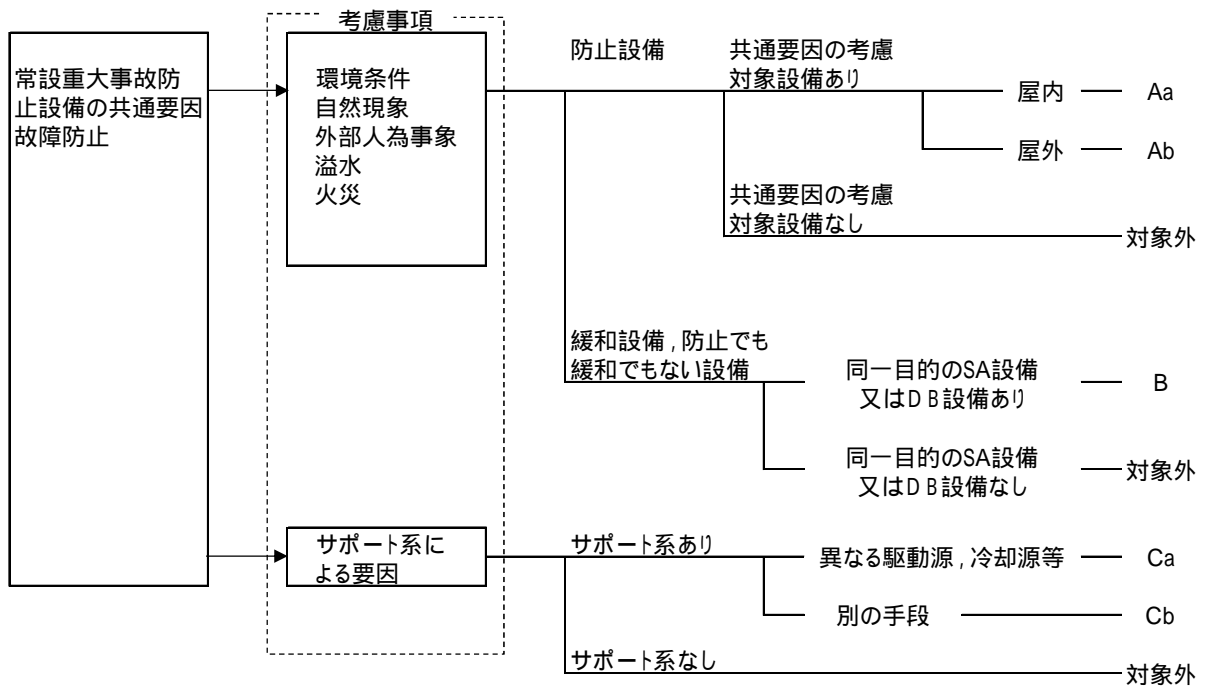 考慮事項
常設重大事故防
止設備の共通要因
故障防止
環境条件
自然現象
外部人為事象
溢水
火災
防止設備
共通要因の考慮
対象設備あり
屋内
Aa
屋外
Ab
共通要因の考慮
対象設備なし
対象外
緩和設備,防止でも
緩和でもない設備
同一目的のSA設備
又はDB設備あり
B
同一目的のSA設備
又はDB設備なし
対象外
サポート系に
よる要因
サポート系あり
異なる駆動源,冷却源等
Ca
別の手段
Cb
サポート系なし
対象外